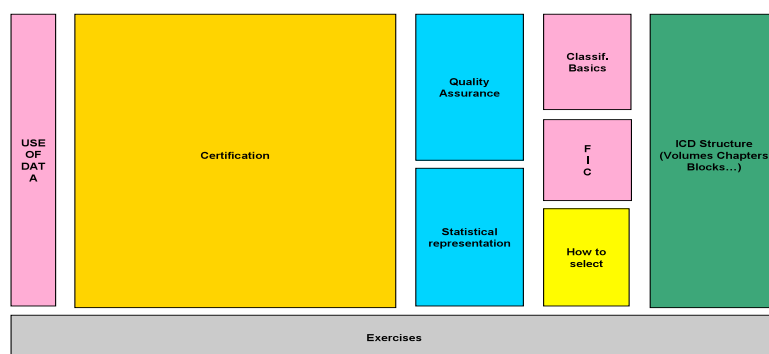 USE
OF
DAT
A
Certification
Quality
Assurance
Statistical
representation
Classif.
Basics
F
I
C
How to
select
ICD Structure
(Volumes Chapters
Blocks...)
Exercises